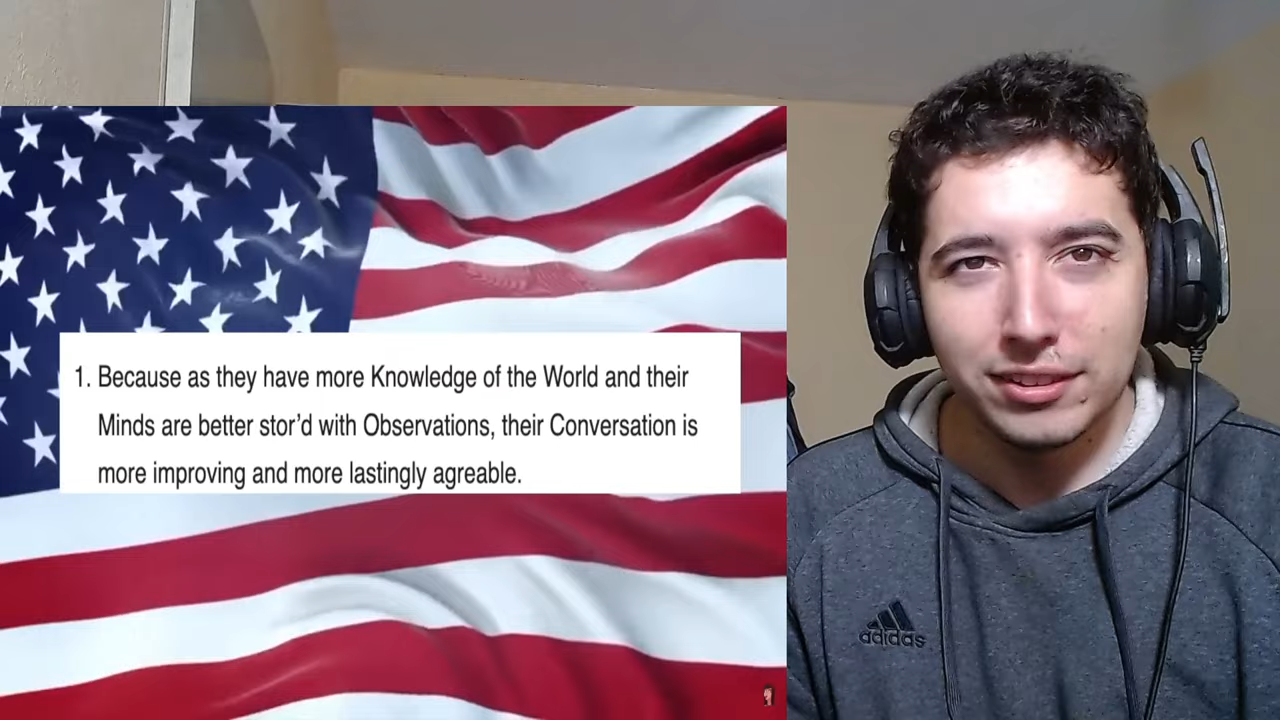 1. Because as they have more Knowledge of the World and their
Minds are better stor’d with Observations, their Conversation is
more improving and more lastingly agreable.
adidas